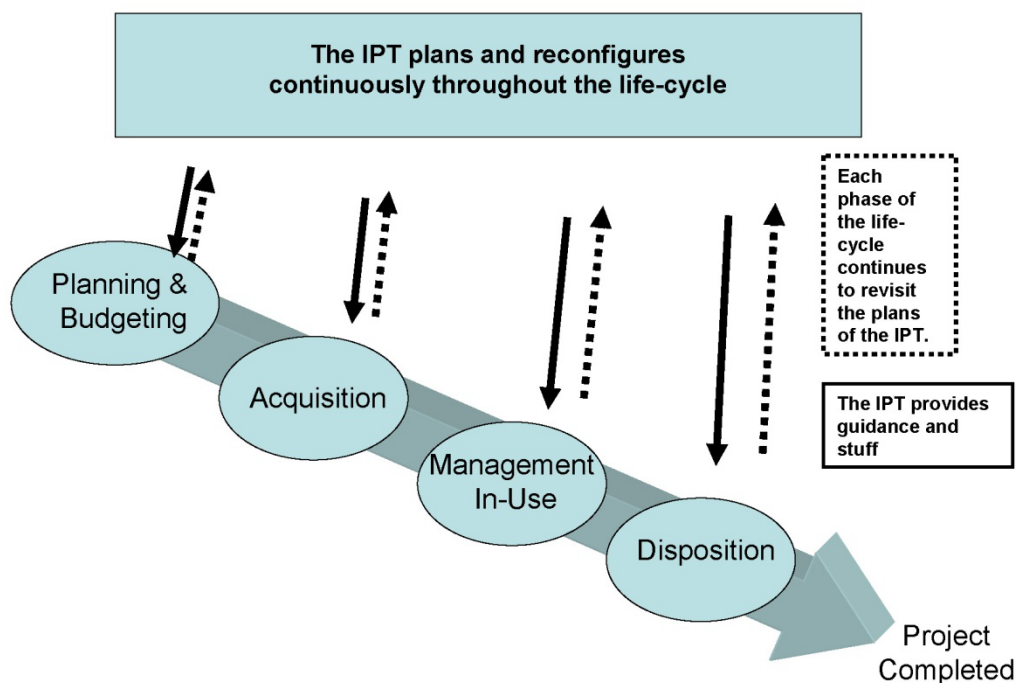 The IPT plans and reconfigures
continuously throughout the life-cycle
Each
phase of
the life-
cycle
continues
to revisit
the plans
of the IPT.
Planning &
Budgeting
Acquisition
The IPT provides
guidance and
stuff
Management
In-Use
Disposition
Project
Completed